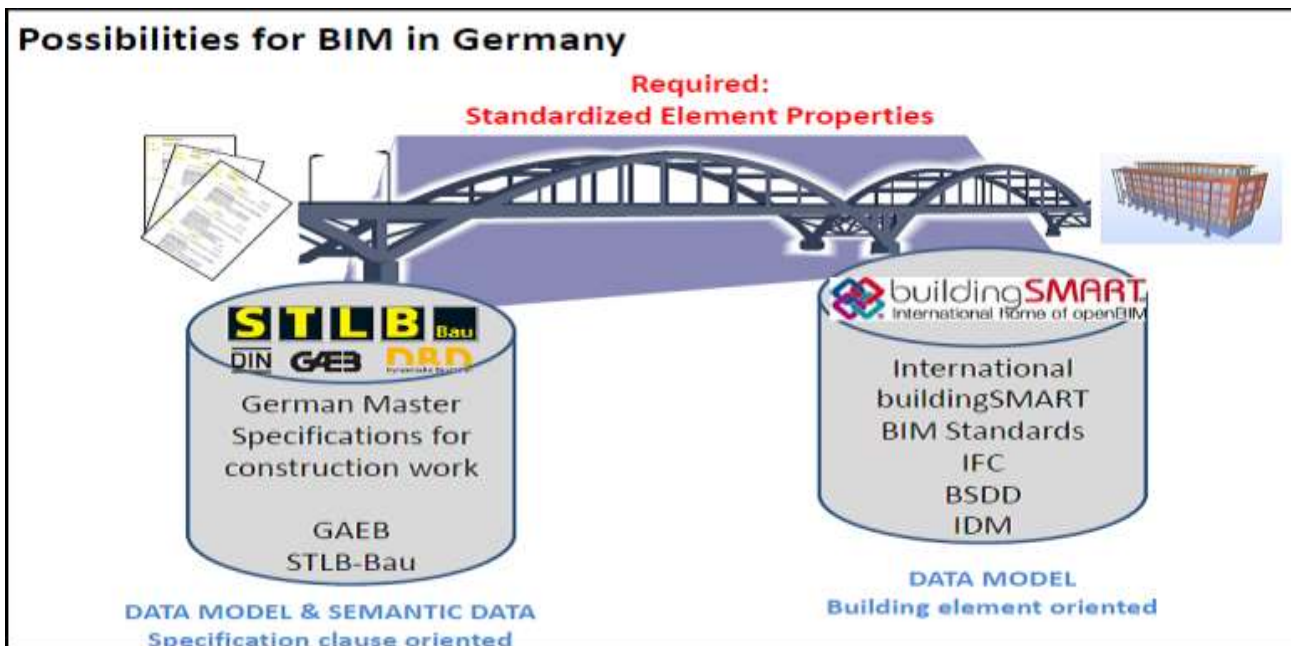 Possibilities for BIM in Germany
Required:
Standardized Element Properties
STLB Bau
DIN GAEB DBD
German Master
Specifications for
construction work
GAEB
STLB-Bau
DATA MODEL & SEMANTIC DATA
Specification clause oriented
buildingSMART
International home of openBIM
International
buildingSMART
BIM Standards
IFC
BSDD
IDM
DATA MODEL
Building element oriented